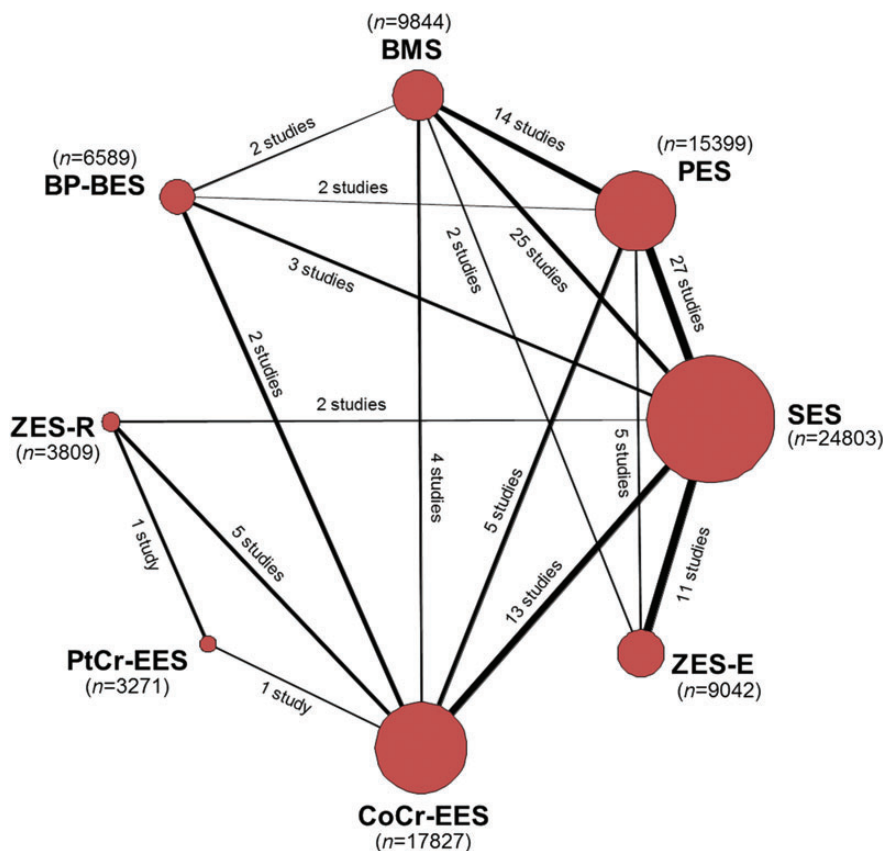 (n=9844)
BMS
14 studies
2 studies
(n=6589)
BP-BES
(n=15399)
PES
2 studies
2 studies
25 studies
27 studies
3 studies
2 studies
ZES-R
(n=3809)
2 studies
SES
(n=24803)
4 studies
5 studies
5 studies
5 studies
1 study
11 studies
13 studies
PtCr-EES
(n=3271)
1 study
ZES-E
(n=9042)
CoCr-EES
(n=17827)